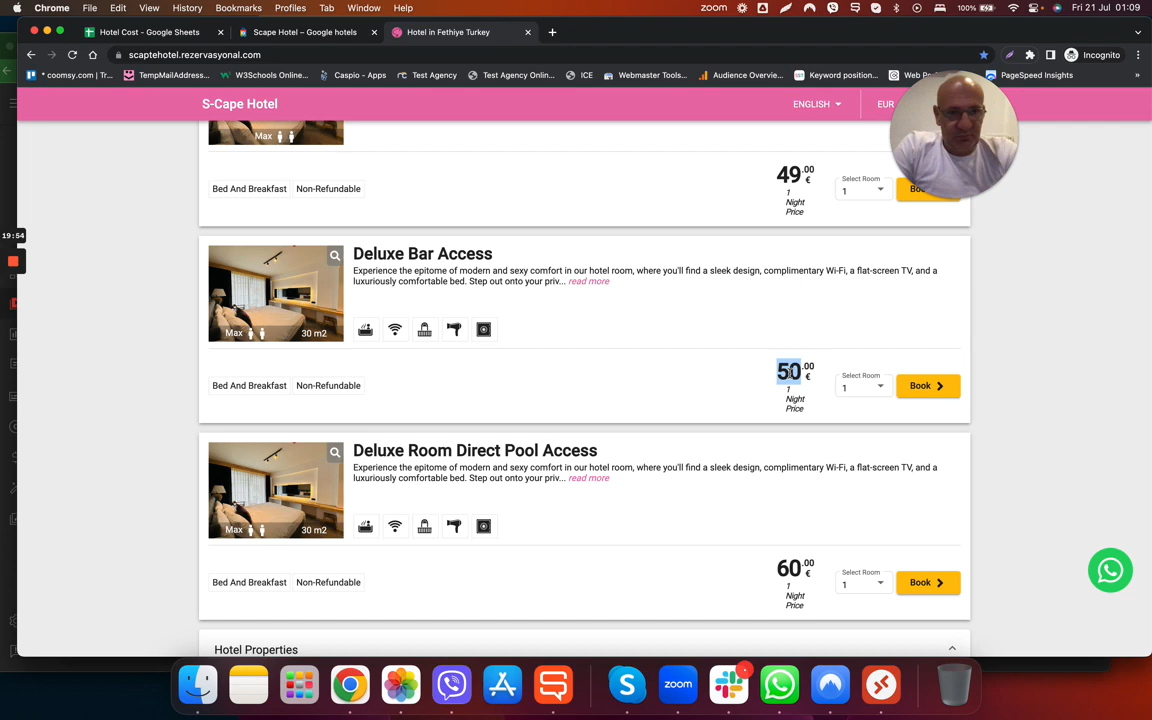 Chrome File Edit View History Bookmarks Profiles Tab Window Help zoom 100% Fri 21 Jul 01:09
Hotel Cost - Google Sheets Scape Hotel – Google hotels Hotel in Fethiye Turkey
scaptehotel.rezervasyonal.com Incognito
* coomsy.com | Tr... TempMailAddress... W3Schools Online... Caspio - Apps Test Agency Test Agency Onlin... ICE Webmaster Tools... Audience Overvie... Keyword position... Web Po PageSpeed Insights »
S-Cape Hotel ENGLISH EUR
Max
49.00 €
1
Night
Price
Bed And Breakfast Non-Refundable
Select Room
1
19:54
Deluxe Bar Access
Experience the epitome of modern and sexy comfort in our hotel room, where you'll find a sleek design, complimentary Wi-Fi, a flat-screen TV, and a
luxuriously comfortable bed. Step out onto your priv... read more
Max 30 m2
50.00 €
1
Night
Price
Bed And Breakfast Non-Refundable
Select Room
1
Book
Deluxe Room Direct Pool Access
Experience the epitome of modern and sexy comfort in our hotel room, where you'll find a sleek design, complimentary Wi-Fi, a flat-screen TV, and a
luxuriously comfortable bed. Step out onto your priv... read more
Max 30 m2
60.00 €
1
Night
Price
Bed And Breakfast Non-Refundable
Select Room
1
Book
Hotel Properties
zoom